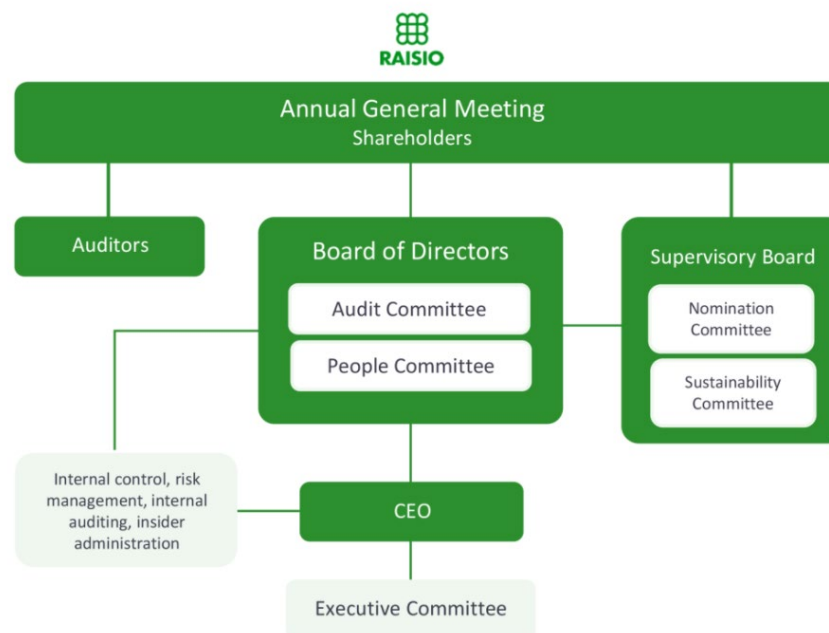 RAISIO
Annual General Meeting
Shareholders
Auditors
Board of Directors
Audit Committee
People Committee
Supervisory Board
Nomination
Committee
Sustainability
Committee
Internal control, risk
management, internal
auditing, insider
administration
CEO
Executive Committee